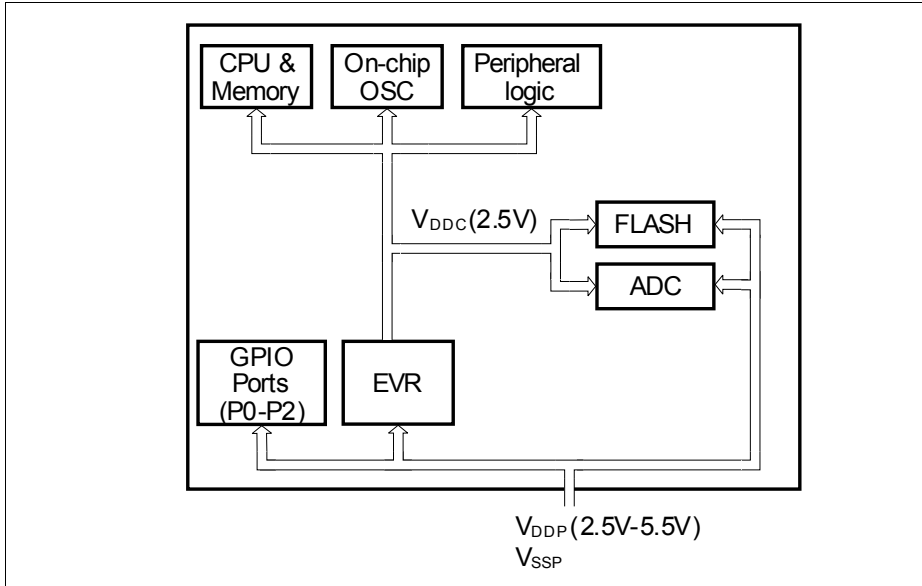 CPU &
Memory
On-chip
OSC
Peripheral
logic
VDDC(2.5V)
FLASH
ADC
GPIO
Ports
(P0-P2)
EVR
VDDP(2.5V-5.5V)
VSSP